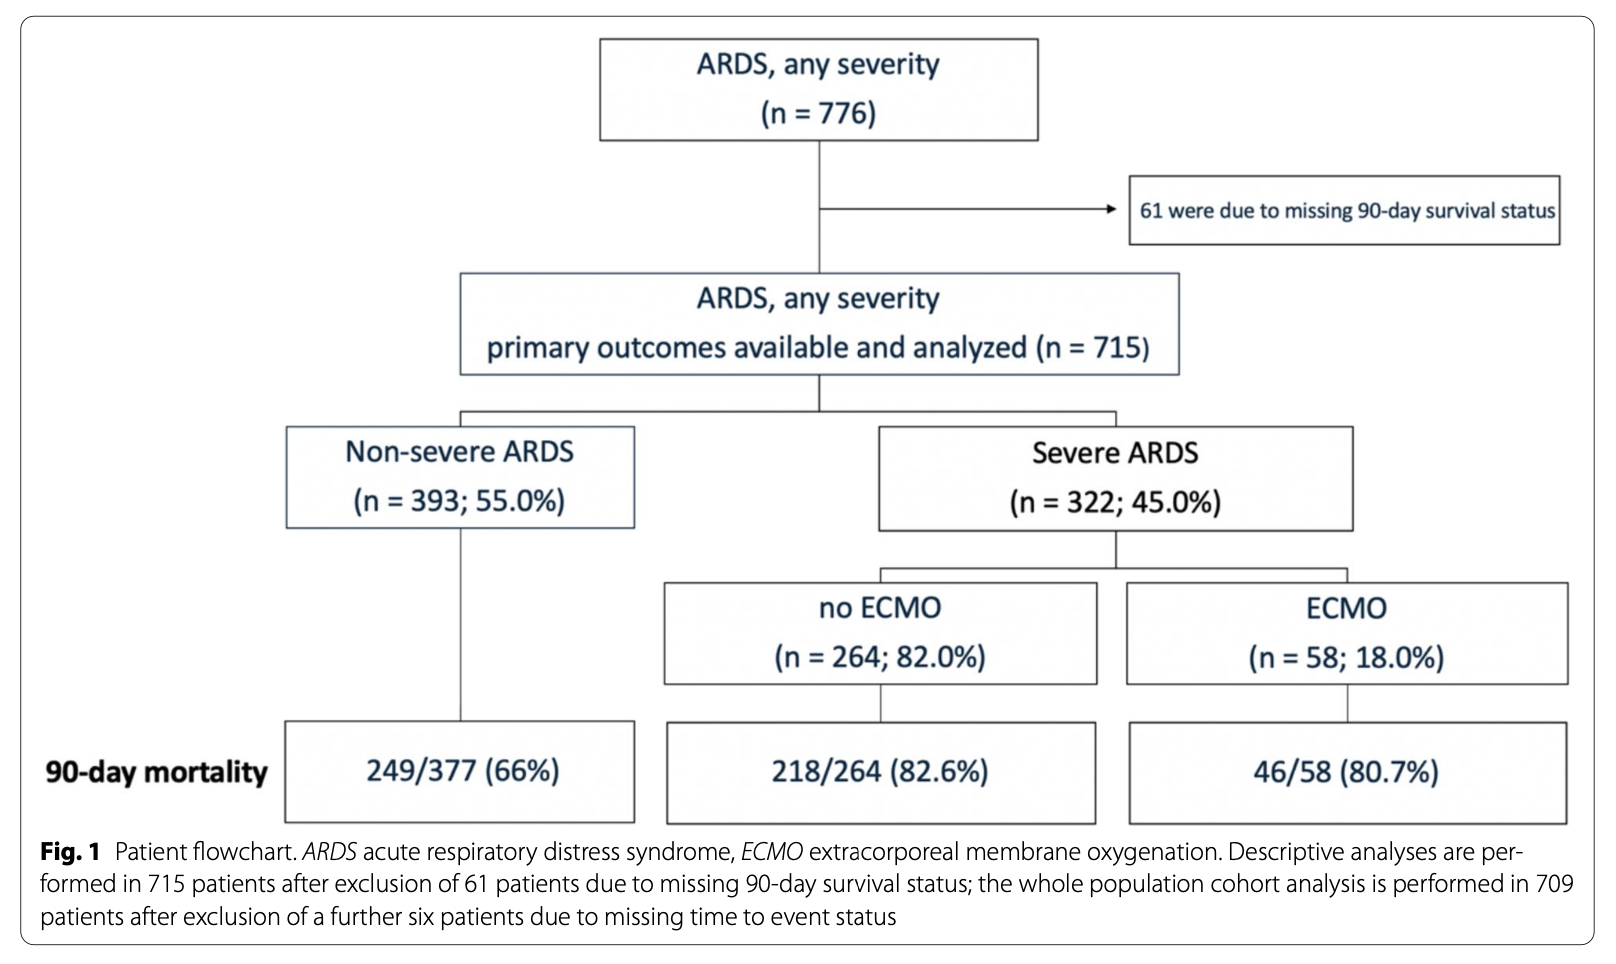 ARDS, any severity
(n = 776)
61 were due to missing 90-day survival status
ARDS, any severity
primary outcomes available and analyzed (n = 715)
Non-severe ARDS
(n = 393; 55.0%)
Severe ARDS
(n = 322; 45.0%)
no ECMO
(n = 264; 82.0%)
ECMO
(n = 58; 18.0%)
90-day mortality
249/377 (66%)
218/264 (82.6%)
46/58 (80.7%)
Fig. 1 Patient flowchart. ARDS acute respiratory distress syndrome, ECMO extracorporeal membrane oxygenation. Descriptive analyses are per-
formed in 715 patients after exclusion of 61 patients due to missing 90-day survival status; the whole population cohort analysis is performed in 709
patients after exclusion of a further six patients due to missing time to event status